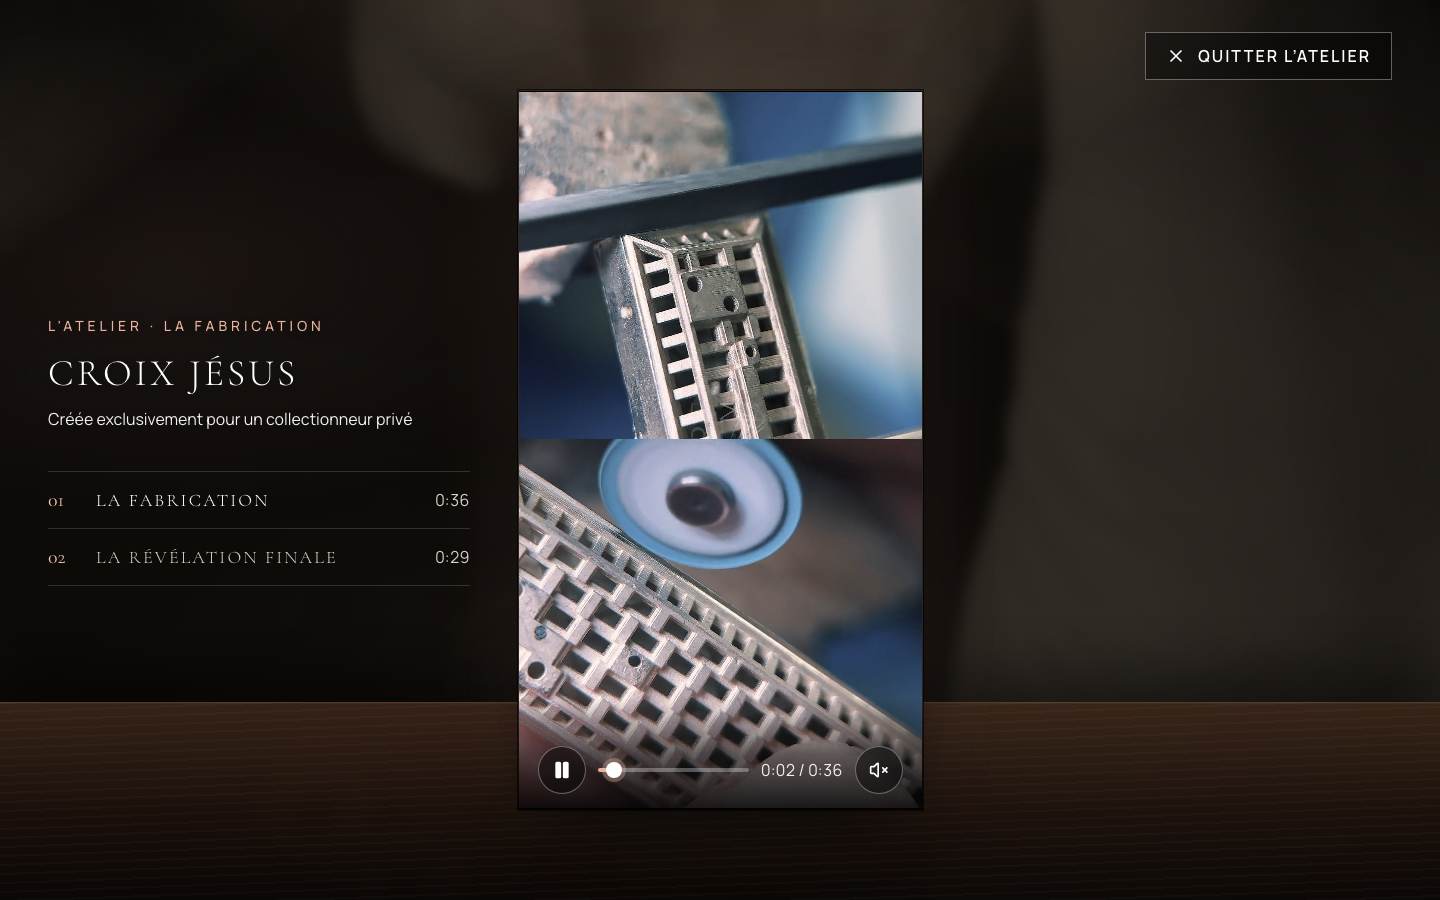 QUITTER L'ATELIER
L'ATELIER · LA FABRICATION
CROIX JÉSUS
Créée exclusivement pour un collectionneur privé
01 LA FABRICATION 0:36
02 LA RÉVÉLATION FINALE 0:29
0:02 / 0:36